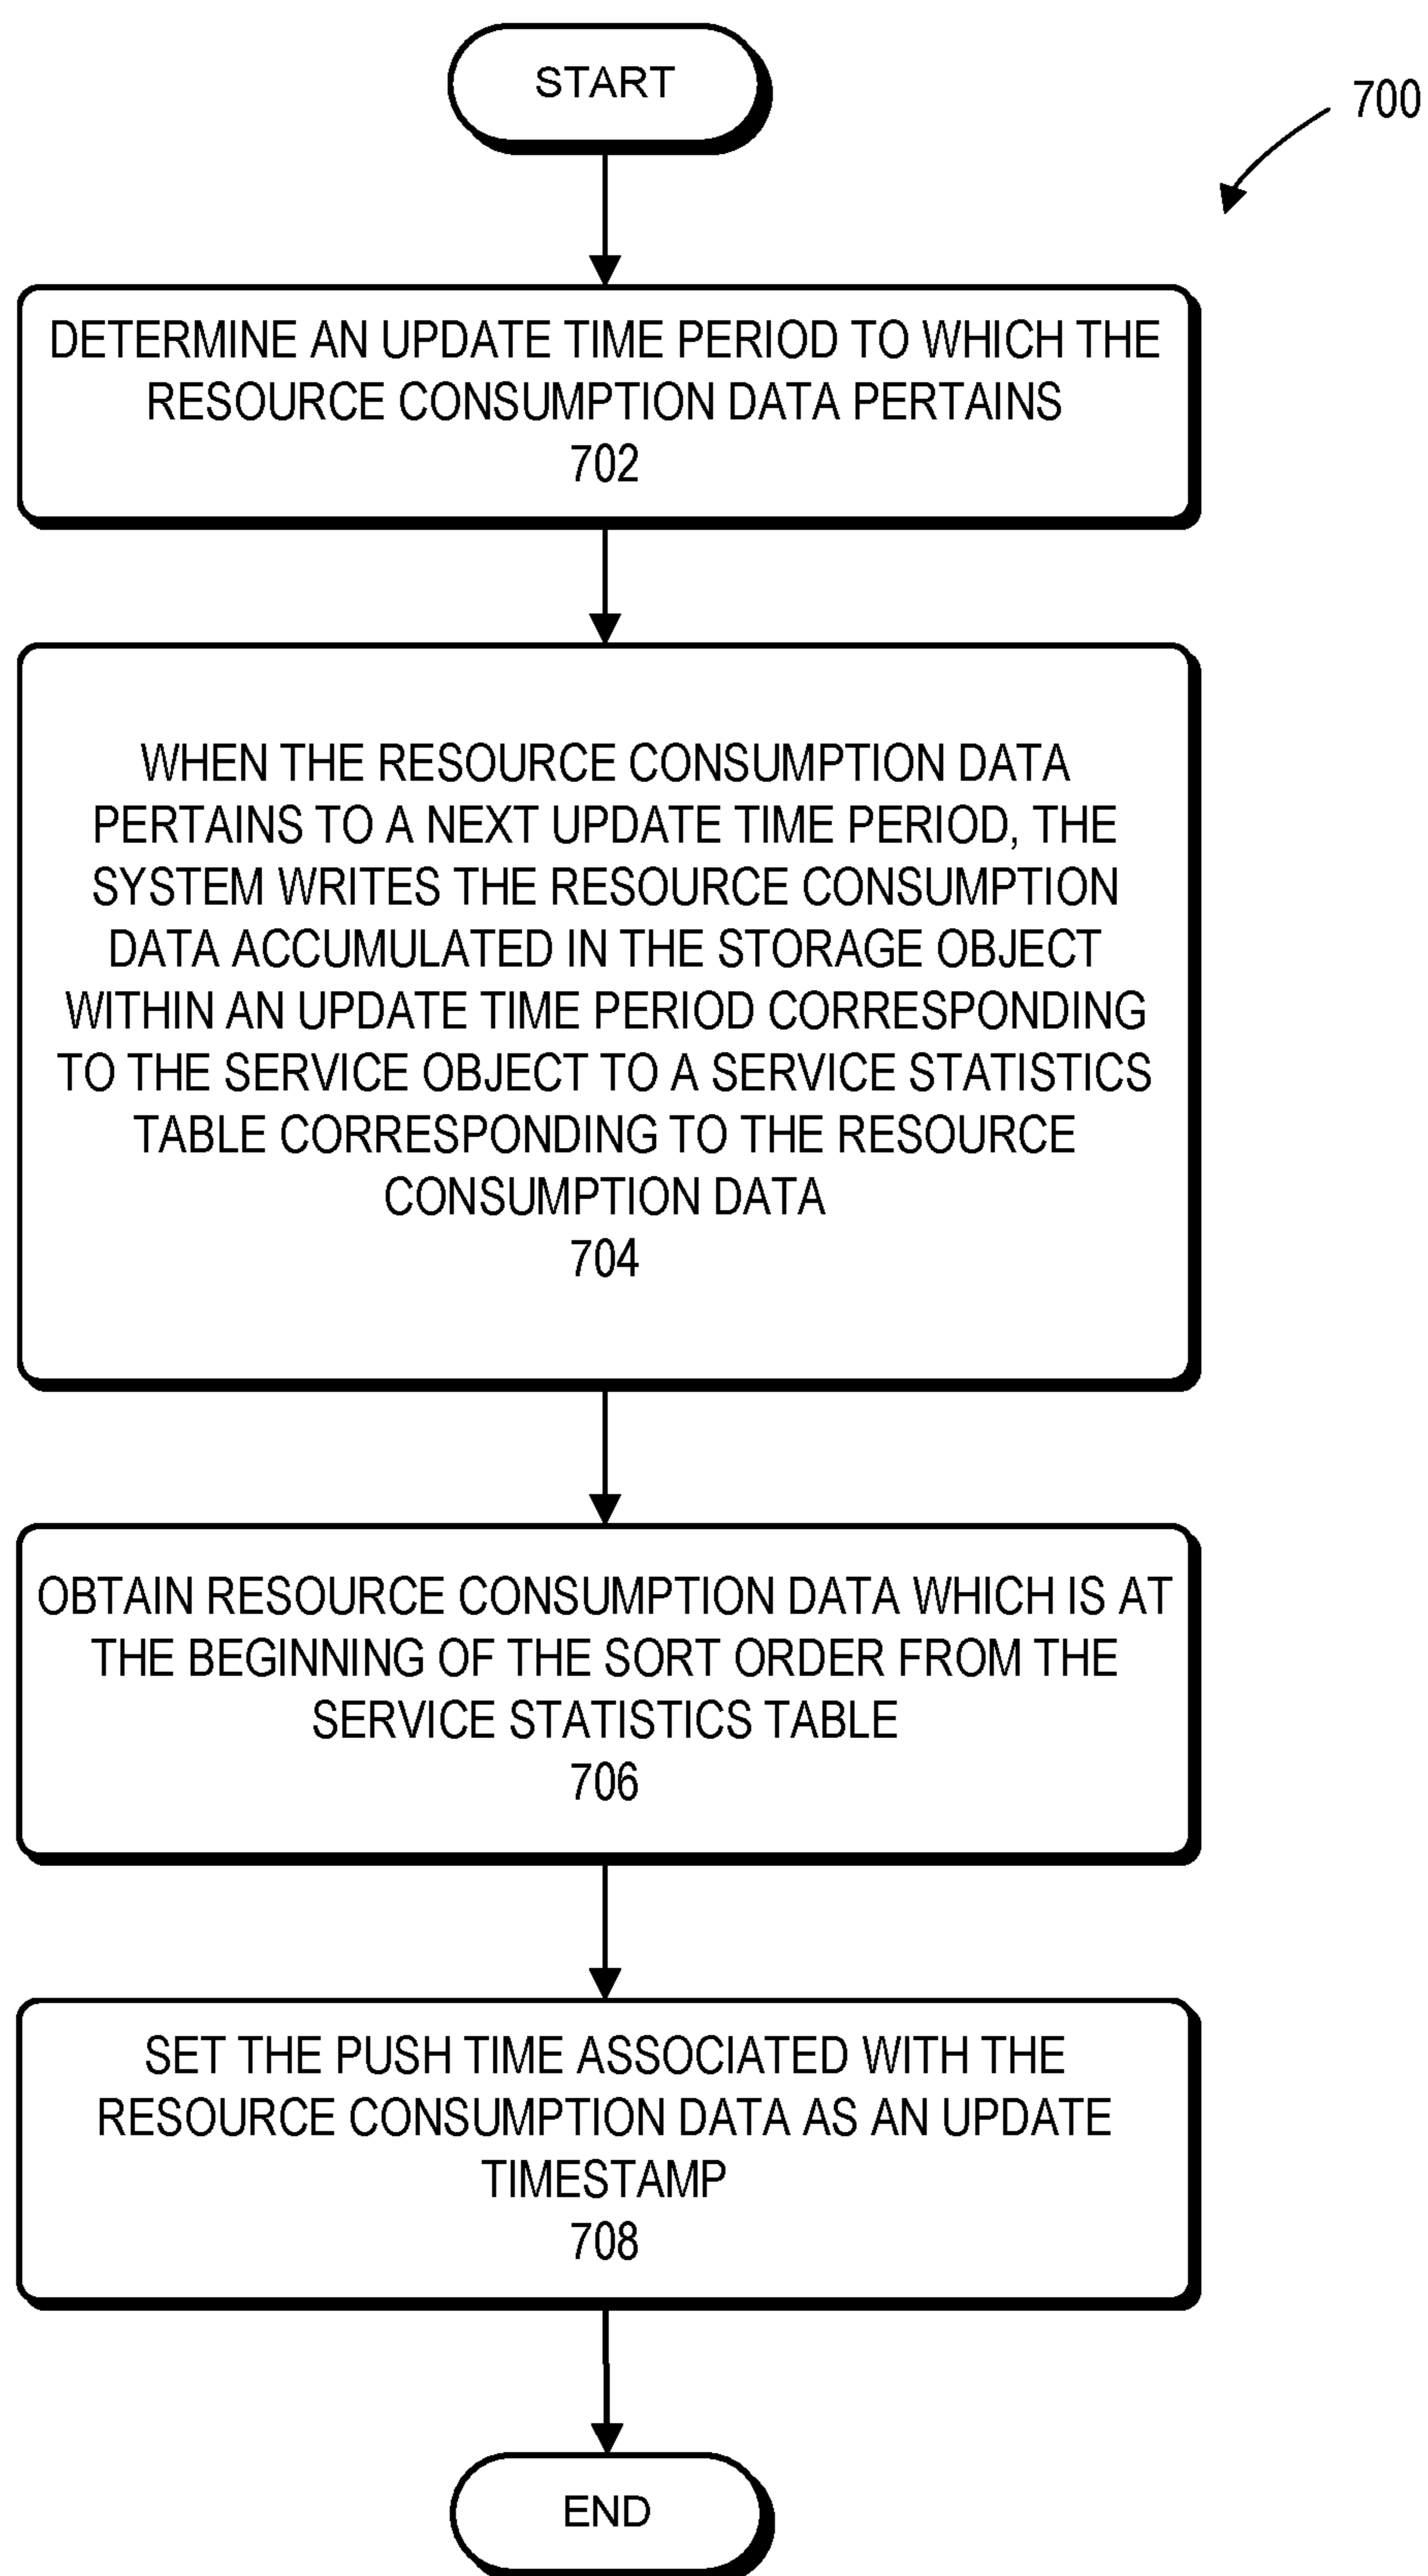 START
700
DETERMINE AN UPDATE TIME PERIOD TO WHICH THE
RESOURCE CONSUMPTION DATA PERTAINS
702
WHEN THE RESOURCE CONSUMPTION DATA
PERTAINS TO A NEXT UPDATE TIME PERIOD, THE
SYSTEM WRITES THE RESOURCE CONSUMPTION
DATA ACCUMULATED IN THE STORAGE OBJECT
WITHIN AN UPDATE TIME PERIOD CORRESPONDING
TO THE SERVICE OBJECT TO A SERVICE STATISTICS
TABLE CORRESPONDING TO THE RESOURCE
CONSUMPTION DATA
704
OBTAIN RESOURCE CONSUMPTION DATA WHICH IS AT
THE BEGINNING OF THE SORT ORDER FROM THE
SERVICE STATISTICS TABLE
706
SET THE PUSH TIME ASSOCIATED WITH THE
RESOURCE CONSUMPTION DATA AS AN UPDATE
TIMESTAMP
708
END